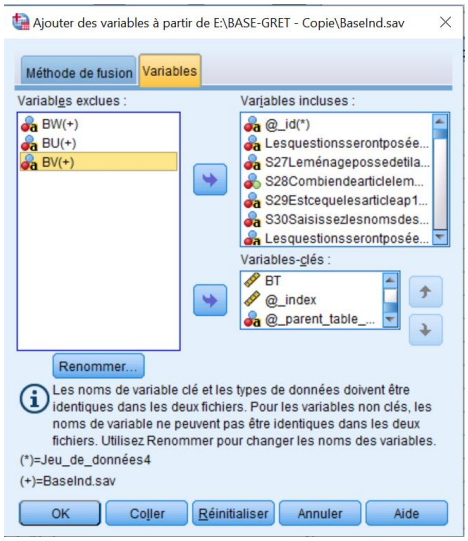 Ajouter des variables à partir de E:\BASE-GRET - Copie\BaseInd.sav
Méthode de fusion Variables
Variables exclues :
BW(+)
BU(+)
BV(+)
Variables incluses :
@_id(*)
Lesquestionsserontposée...
S27Leménagepossedetila...
S28Combiendearticlelem...
S29Estcequelesarticleap1...
S30Saisissezlesnomsdes...
Lesquestionsserontposée...
Variables-clés :
BT
@_index
@_parent_table_...
Renommer...
Les noms de variable clé et les types de données doivent être
identiques dans les deux fichiers. Pour les variables non clés, les
noms de variable ne peuvent pas être identiques dans les deux
fichiers. Utilisez Renommer pour changer les noms des variables.
(*)=Jeu_de_données4
(+)=BaseInd.sav
OK Coller Réinitialiser Annuler Aide